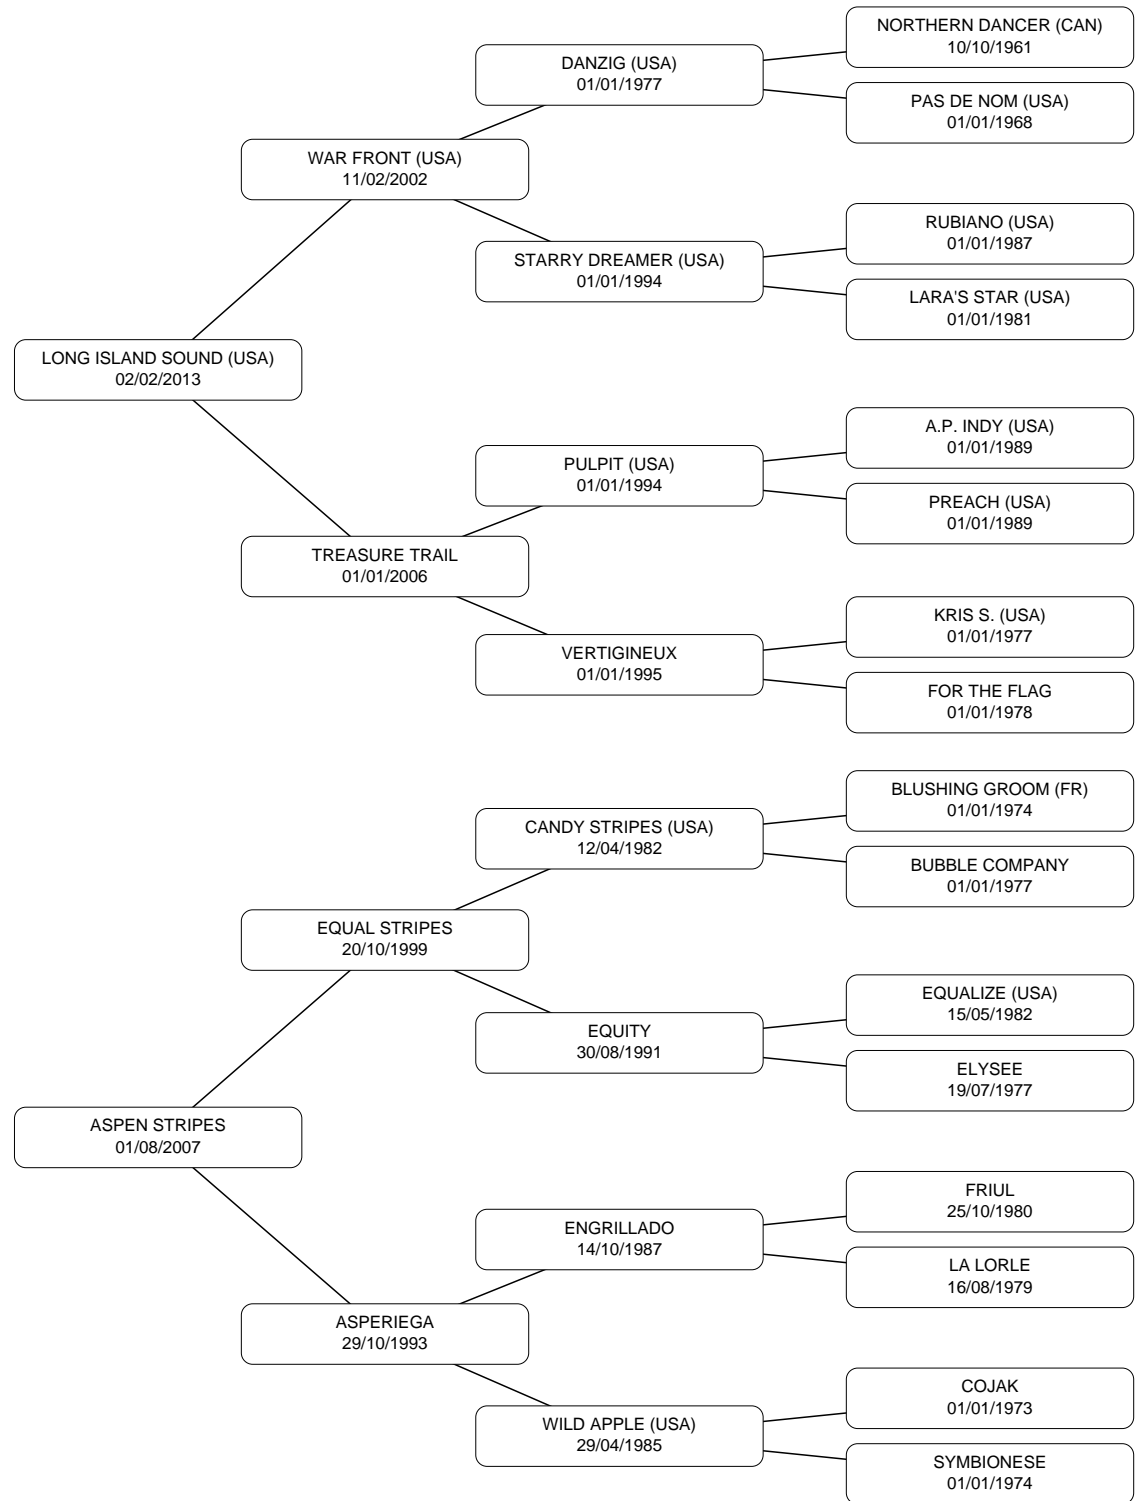 NORTHERN DANCER (CAN)
10/10/1961
DANZIG (USA)
01/01/1977
PAS DE NOM (USA)
01/01/1968
WAR FRONT (USA)
11/02/2002
RUBIANO (USA)
01/01/1987
STARRY DREAMER (USA)
01/01/1994
LARA'S STAR (USA)
01/01/1981
LONG ISLAND SOUND (USA)
02/02/2013
A.P. INDY (USA)
01/01/1989
PULPIT (USA)
01/01/1994
PREACH (USA)
01/01/1989
TREASURE TRAIL
01/01/2006
KRIS S. (USA)
01/01/1977
VERTIGINEUX
01/01/1995
FOR THE FLAG
01/01/1978
BLUSHING GROOM (FR)
01/01/1974
CANDY STRIPES (USA)
12/04/1982
BUBBLE COMPANY
01/01/1977
EQUAL STRIPES
20/10/1999
EQUALIZE (USA)
15/05/1982
EQUITY
30/08/1991
ELYSEE
19/07/1977
ASPEN STRIPES
01/08/2007
FRIUL
25/10/1980
ENGRILLADO
14/10/1987
LA LORLE
16/08/1979
ASPERIEGA
29/10/1993
COJAK
01/01/1973
WILD APPLE (USA)
29/04/1985
SYMBIONESE
01/01/1974